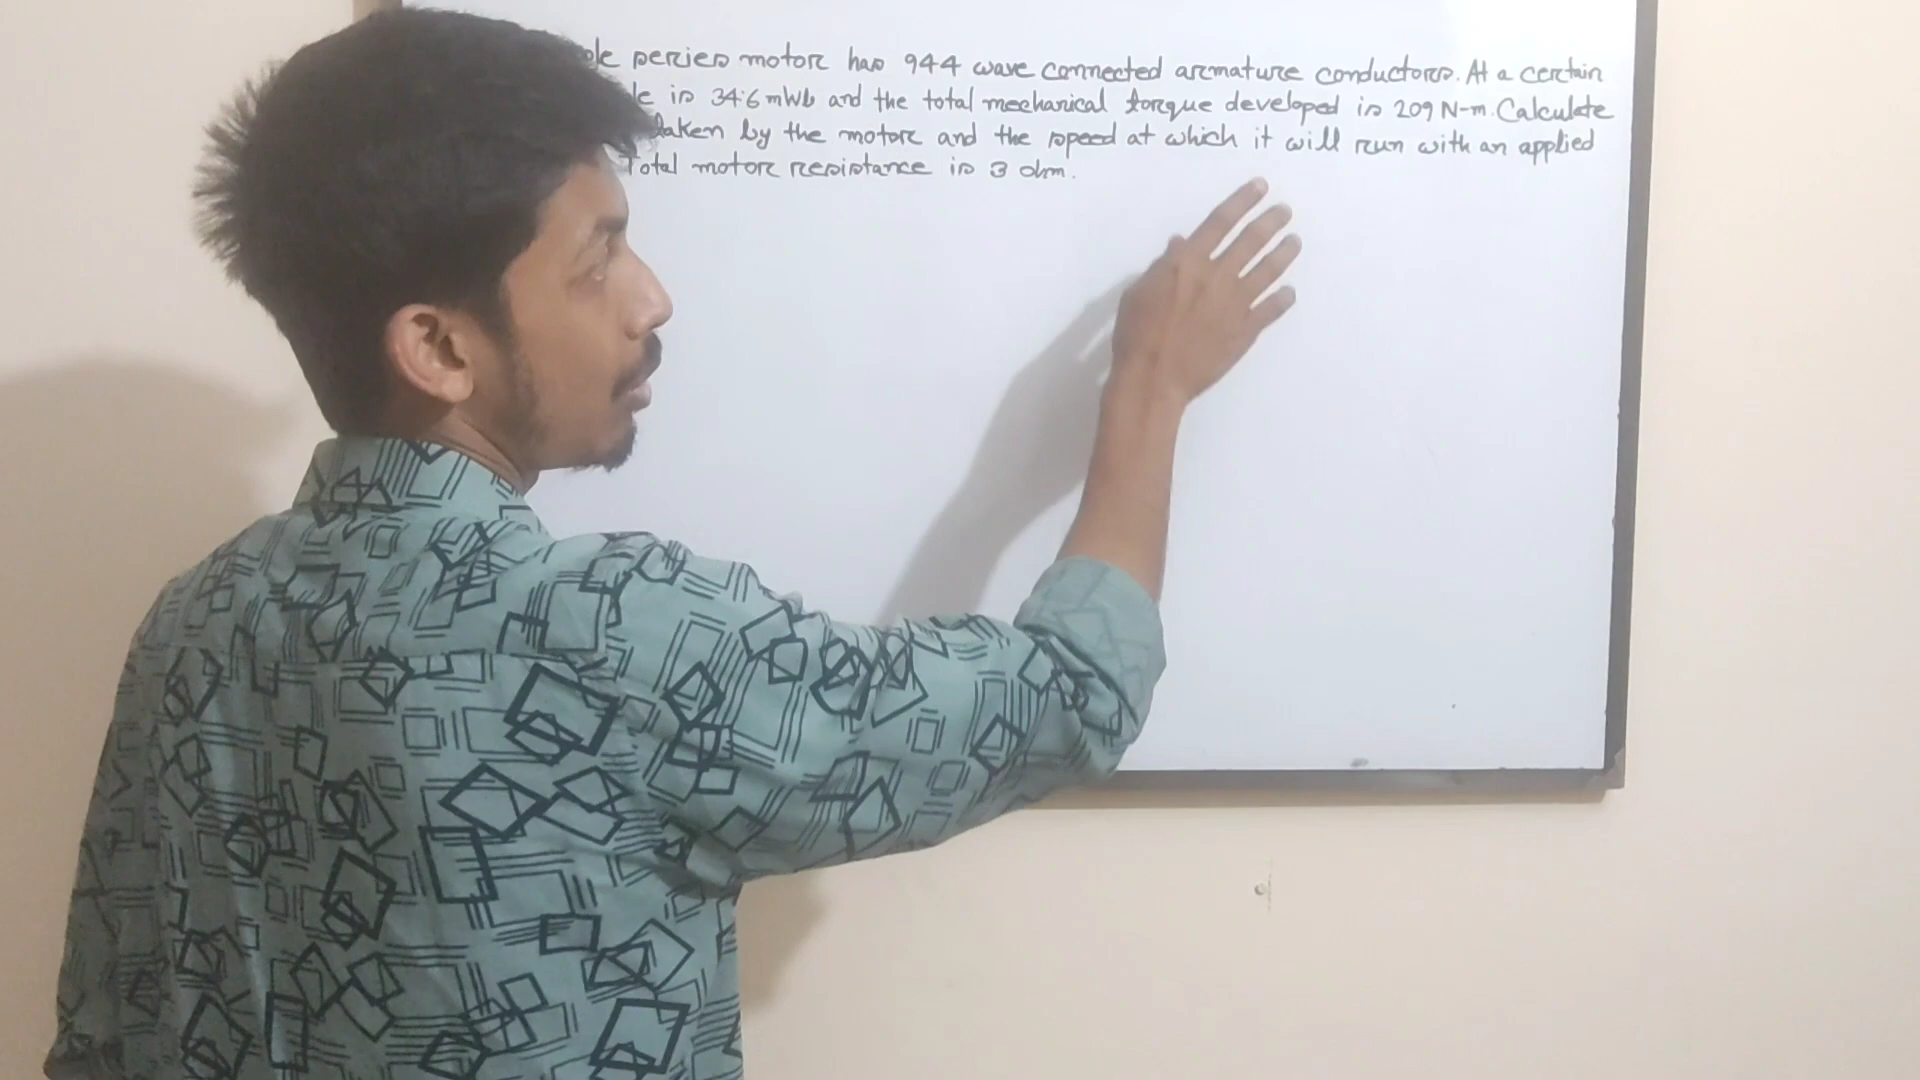 series motor has 944 wave connected armature conductors. At a certain
is 34.6 mWb and the total mechanical torque developed is 209 N-m. Calculate
taken by the motor and the speed at which it will run with an applied
Total motor resistance is 3 ohm.